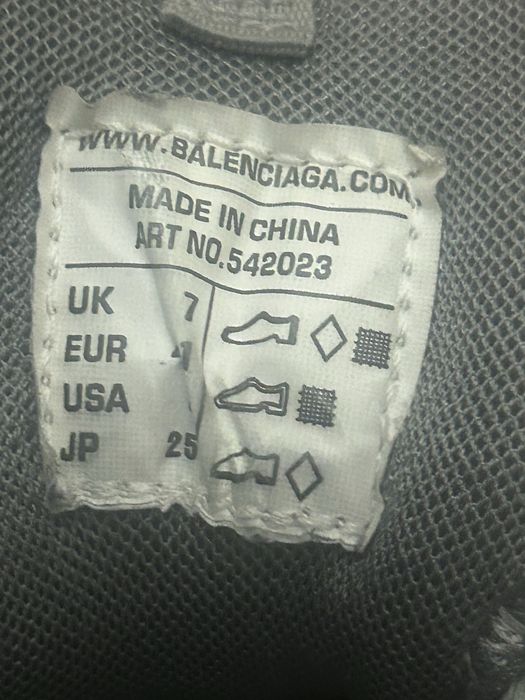 WWW.BALENCIAGA.COM
MADE IN CHINA
ART NO.542023
UK 7
EUR
USA
JP 25